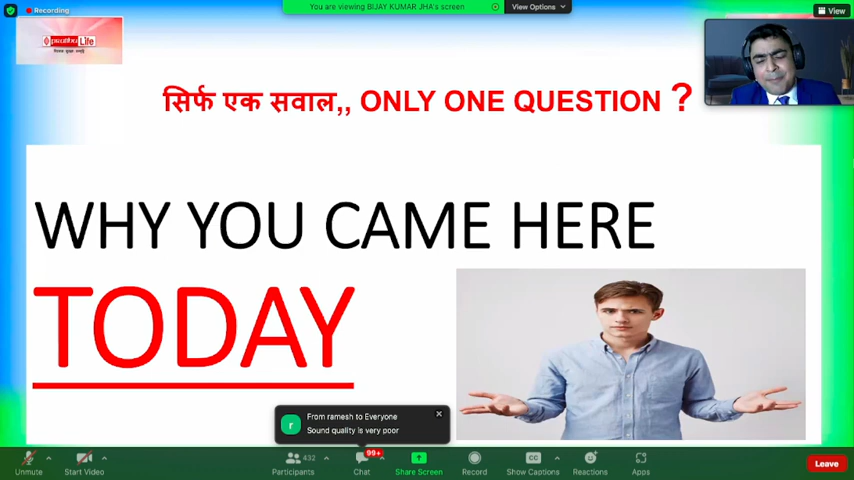 Recording
You are viewing BIJAY KUMAR JHA's screen
View Options
View
Life
सिर्फ एक सवाल,, ONLY ONE QUESTION ?
WHY YOU CAME HERE
TODAY
r
From ramesh to Everyone
Sound quality is very poor
99+
432
CC
Unmute
Start Video
Participants
Chat
Share Screen
Record
Show Captions
Reactions
Apps
Leave